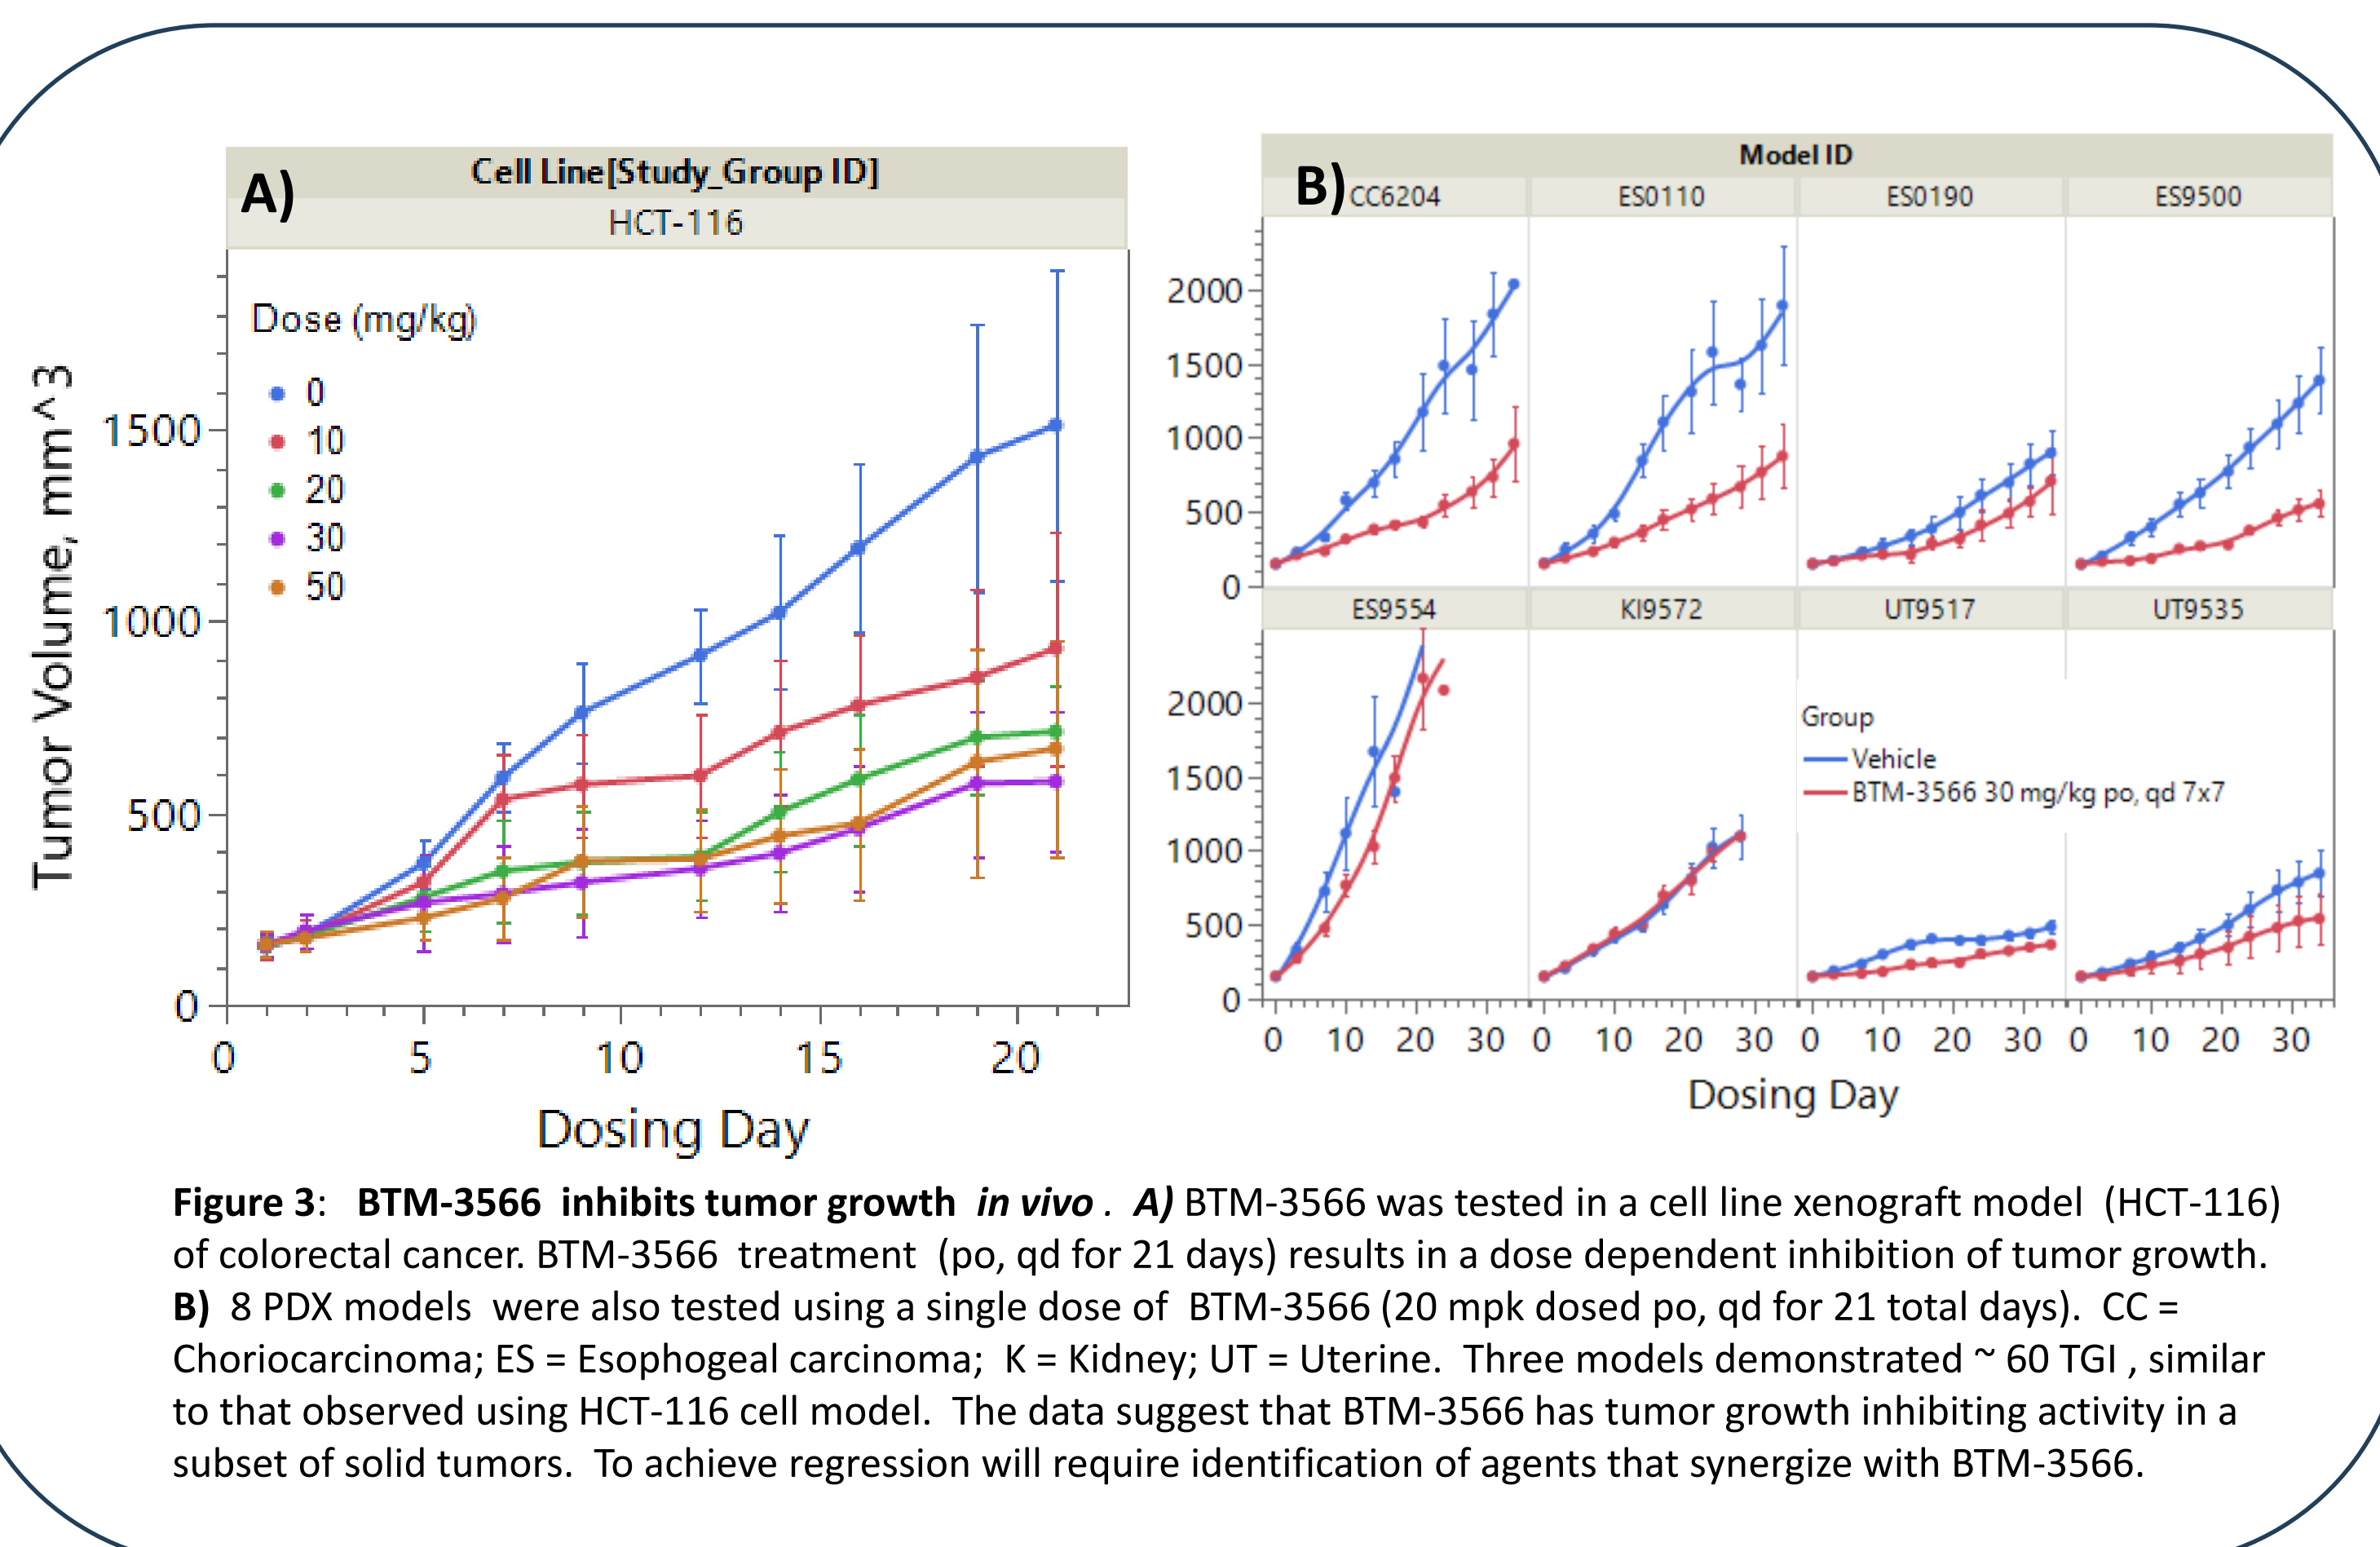 A)
Cell Line[Study_Group ID]
HCT-116
Dose (mg/kg)
0
10
20
30
50
Tumor Volume, mm^3
1500
1000
500
0
0 5 10 15 20
Dosing Day
B)
Model ID
CC6204 ES0110 ES0190 ES9500
2000
1500
1000
500
0
ES9554 KI9572 UT9517 UT9535
2000
1500
1000
500
0
Group
Vehicle
BTM-3566 30 mg/kg po, qd 7x7
0 10 20 30 0 10 20 30 0 10 20 30 0 10 20 30
Dosing Day
Figure 3: BTM-3566 inhibits tumor growth in vivo . A) BTM-3566 was tested in a cell line xenograft model (HCT-116)
of colorectal cancer. BTM-3566 treatment (po, qd for 21 days) results in a dose dependent inhibition of tumor growth.
B) 8 PDX models were also tested using a single dose of BTM-3566 (20 mpk dosed po, qd for 21 total days). CC =
Choriocarcinoma; ES = Esophogeal carcinoma; K = Kidney; UT = Uterine. Three models demonstrated ~ 60 TGI , similar
to that observed using HCT-116 cell model. The data suggest that BTM-3566 has tumor growth inhibiting activity in a
subset of solid tumors. To achieve regression will require identification of agents that synergize with BTM-3566.